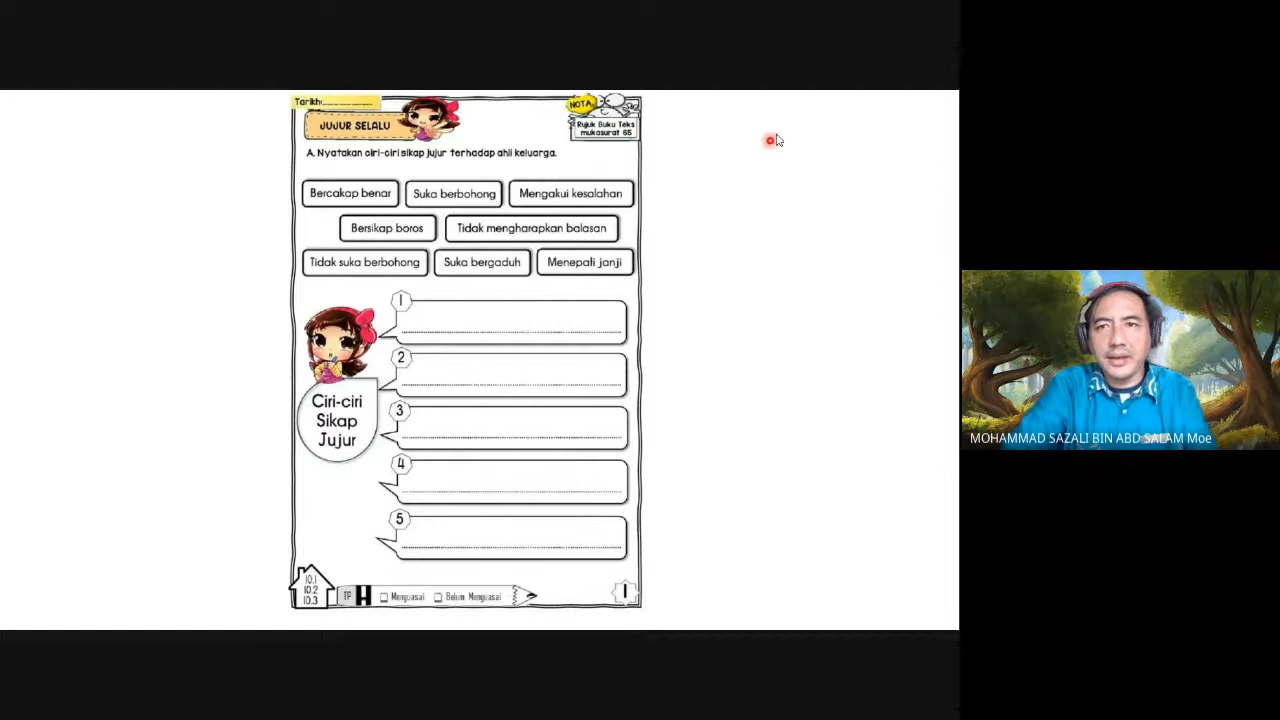 Tarikh:
NOTA
JUJUR SELALU
Rujuk Buku Teks
mukasurat 65
A. Nyatakan ciri-ciri sikap jujur terhadap ahli keluarga.
Bercakap benar
Suka berbohong
Mengakui kesalahan
Bersikap boros
Tidak mengharapkan balasan
Tidak suka berbohong
Suka bergaduh
Menepati janji
1
2
3
4
5
Ciri-ciri
Sikap
Jujur
10.1
10.2
10.3
TP
Menguasai
Belum Menguasai
1
MOHAMMAD SAZALI BIN ABD SALAM Moe